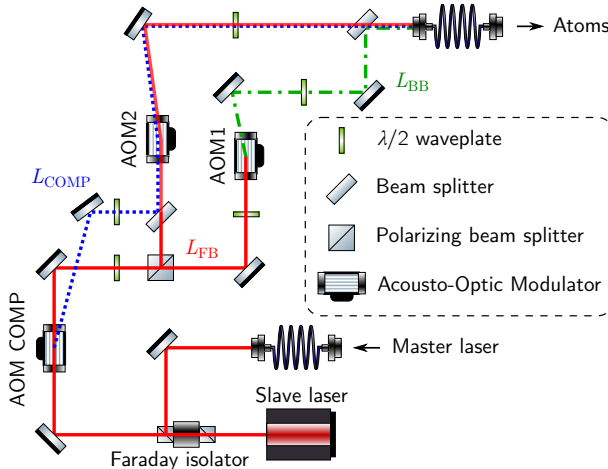 Atoms
L_BB
AOM2
AOM1
λ/2 waveplate
L_COMP
Beam splitter
L_FB
Polarizing beam splitter
Acousto-Optic Modulator
AOM COMP
Master laser
Slave laser
Faraday isolator